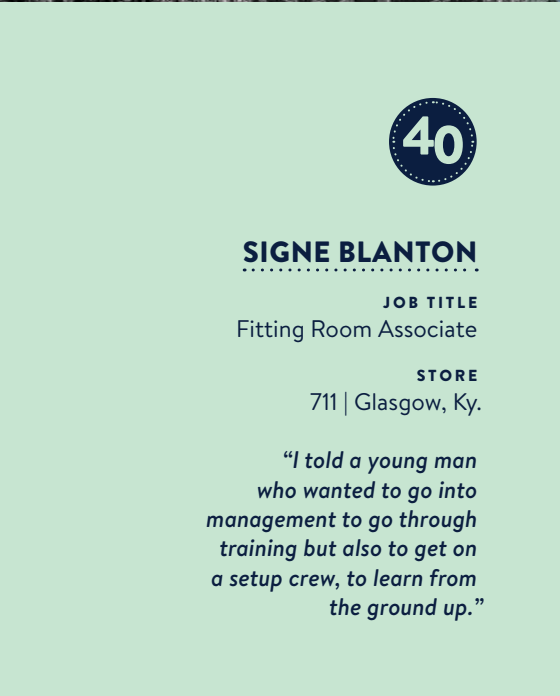 40
SIGNE BLANTON
JOB TITLE
Fitting Room Associate
STORE
711 | Glasgow, Ky.
“I told a young man
who wanted to go into
management to go through
training but also to get on
a setup crew, to learn from
the ground up.”